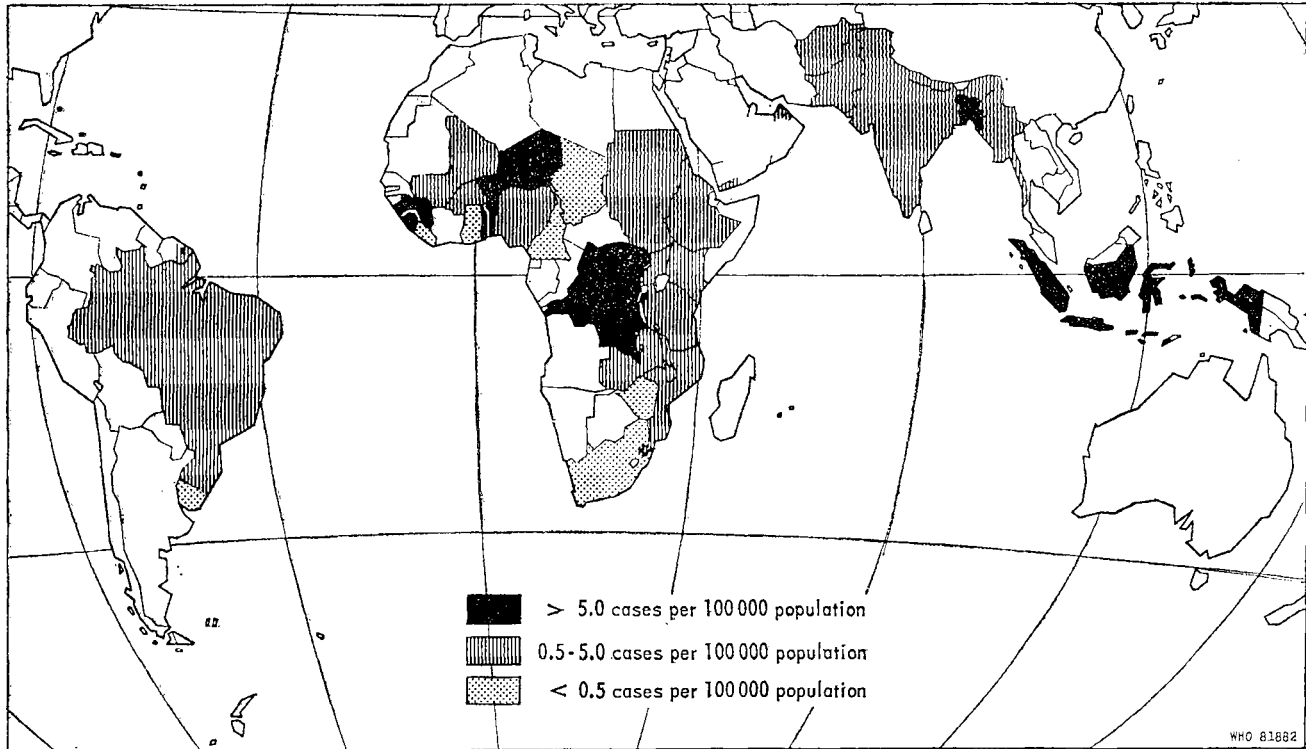 > 5.0 cases per 100 000 population
0.5-5.0 cases per 100 000 population
< 0.5 cases per 100 000 population
WHO 81882